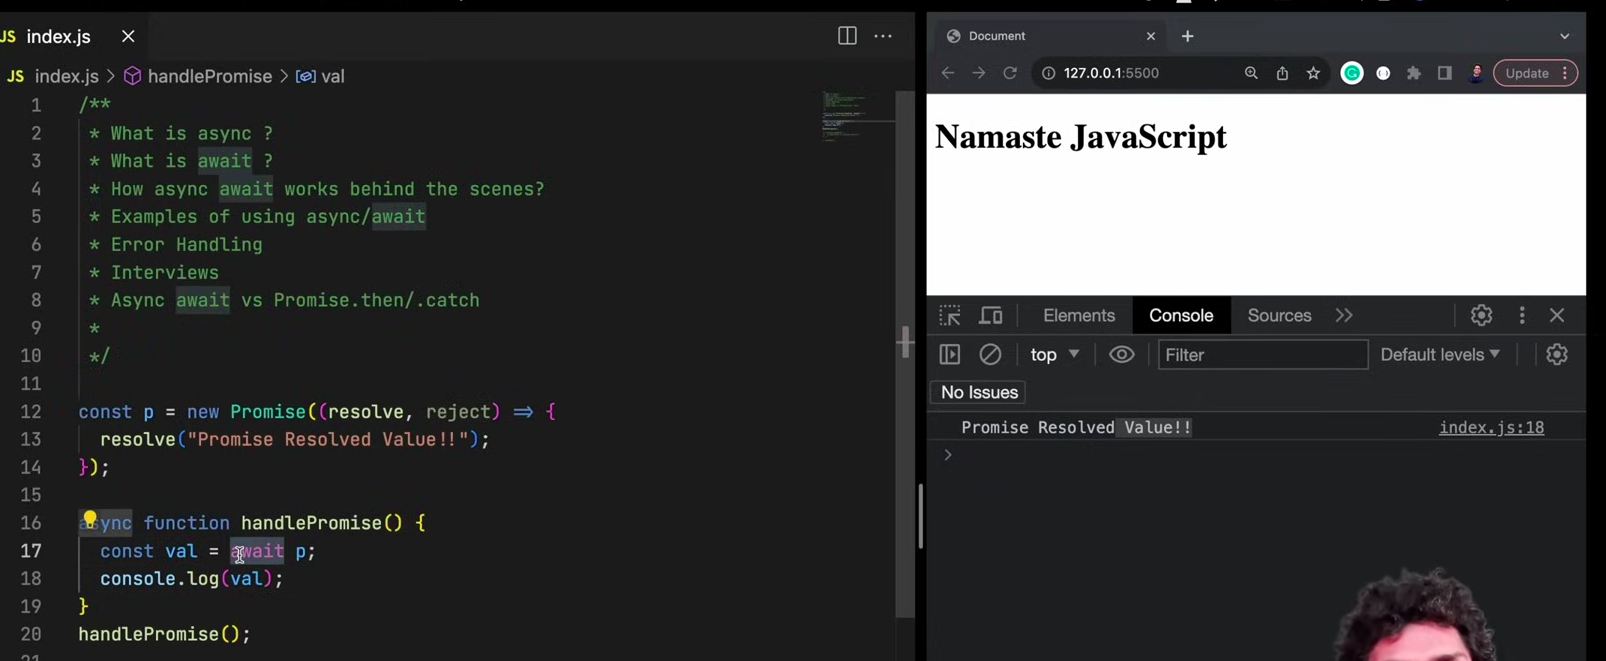 JS index.js
JS index.js > handlePromise > val
1 /**
2 * What is async ?
3 * What is await ?
4 * How async await works behind the scenes?
5 * Examples of using async/await
6 * Error Handling
7 * Interviews
8 * Async await vs Promise.then/.catch
9 *
10 */
11
12 const p = new Promise((resolve, reject) => {
13 resolve("Promise Resolved Value!!");
14 });
15
16 async function handlePromise() {
17 const val = await p;
18 console.log(val);
19 }
20 handlePromise();
Document
127.0.0.1:5500 Update
Namaste JavaScript
Elements Console Sources
top Filter Default levels
No Issues
Promise Resolved Value!! index.js:18